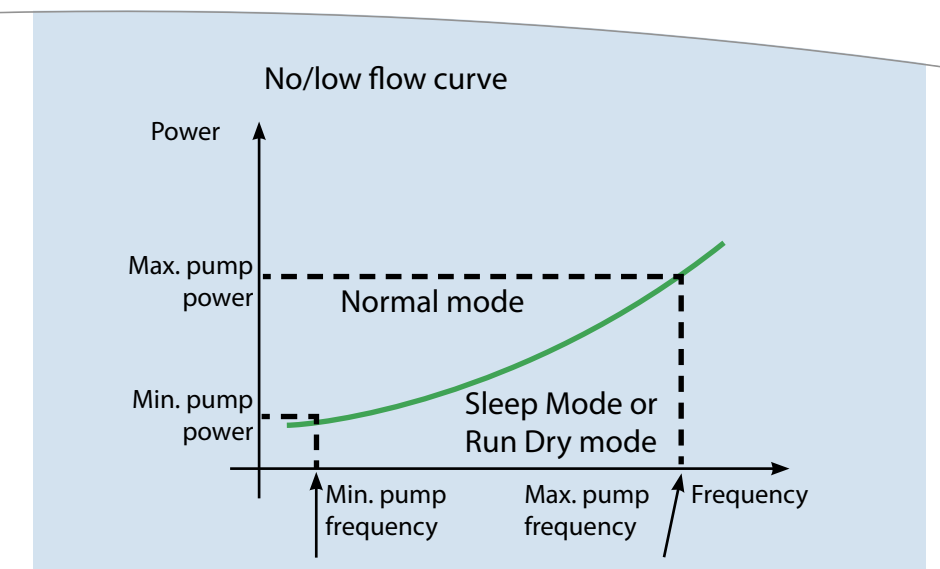 No/low flow curve
Power
Max. pump
power
Normal mode
Min. pump
power
Sleep Mode or
Run Dry mode
Min. pump
frequency
Max. pump
frequency
Frequency